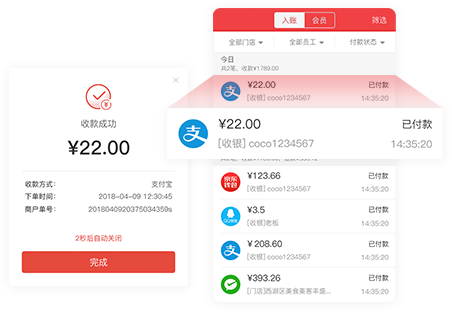 收款成功
¥22.00
收款方式： 支付宝
下单时间： 2018-04-09 12:30:45
商户单号： 2018040920375034359s
2秒后自动关闭
完成
入账 会员 筛选
全部门店 全部员工 付款状态
今日
共2笔，收款¥1789.00
¥22.00 已付款
[收银] coco1234567 14:35:20
¥22.00 已付款
[收银] coco1234567 14:35:20
¥123.66 已付款
[收银] coco1234567 14:35:20
¥3.5 已付款
[收银]老板 14:35:20
¥208.60 已付款
[收银] coco1234567 14:35:20
¥393.26 已付款
[门店]西湖区美食美客丰盛... 14:35:20
京东
钱包
QQ钱包
支
支
支